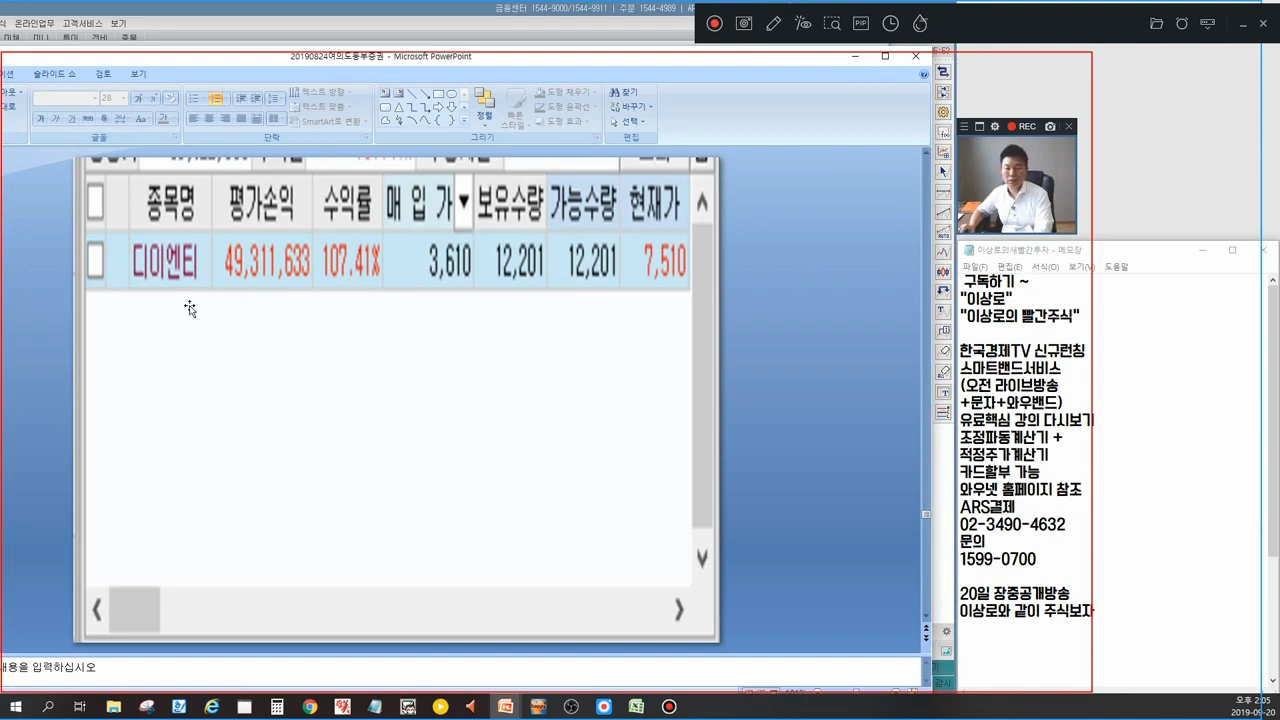 금융센터 1544-9000/1544-9911 | 주문 1544-4989 | AR
식 온라인업무 고객서비스 보기
20190824여의도동부증권 - Microsoft PowerPoint
이션 슬라이드 쇼 검토 보기
아웃
28
텍스트 방향
도형 채우기
찾기
대로
텍스트 맞춤
도형 윤곽선
바꾸기
SmartArt로 변환
정렬
빠른 스타일
도형 효과
선택
글꼴 단락 그리기 편집
종목명 평가손익 수익률 매 입 가 보유수량 가능수량 현재가
디이엔티 49,317,633 107.41% 3,610 12,201 12,201 7,510
내용을 입력하십시오
PIP
REC
이상로의새빨간투자 - 메모장
파일(F) 편집(E) 서식(O) 보기(V) 도움말
구독하기 ~
"이상로"
"이상로의 빨간주식"
한국경제TV 신규런칭
스마트밴드서비스
(오전 라이브방송
+문자+와우밴드)
유료핵심 강의 다시보기
조정파동계산기 +
적정주가계산기
카드할부 가능
와우넷 홈페이지 참조
ARS결제
02-3490-4632
문의
1599-0700
20일 장중공개방송
이상로와 같이 주식보자
감시
오후 2:05
2019-09-20